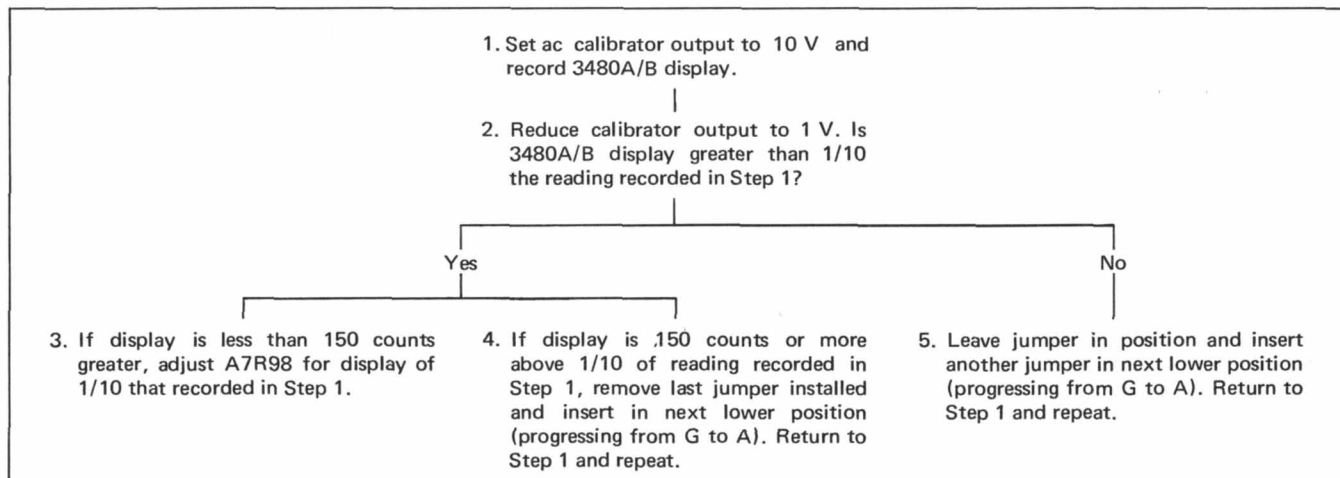 1. Set ac calibrator output to 10 V and
record 3480A/B display.
2. Reduce calibrator output to 1 V. Is
3480A/B display greater than 1/10
the reading recorded in Step 1?
Yes
No
3. If display is less than 150 counts
greater, adjust A7R98 for display of
1/10 that recorded in Step 1.
4. If display is 150 counts or more
above 1/10 of reading recorded in
Step 1, remove last jumper installed
and insert in next lower position
(progressing from G to A). Return to
Step 1 and repeat.
5. Leave jumper in position and insert
another jumper in next lower position
(progressing from G to A). Return to
Step 1 and repeat.